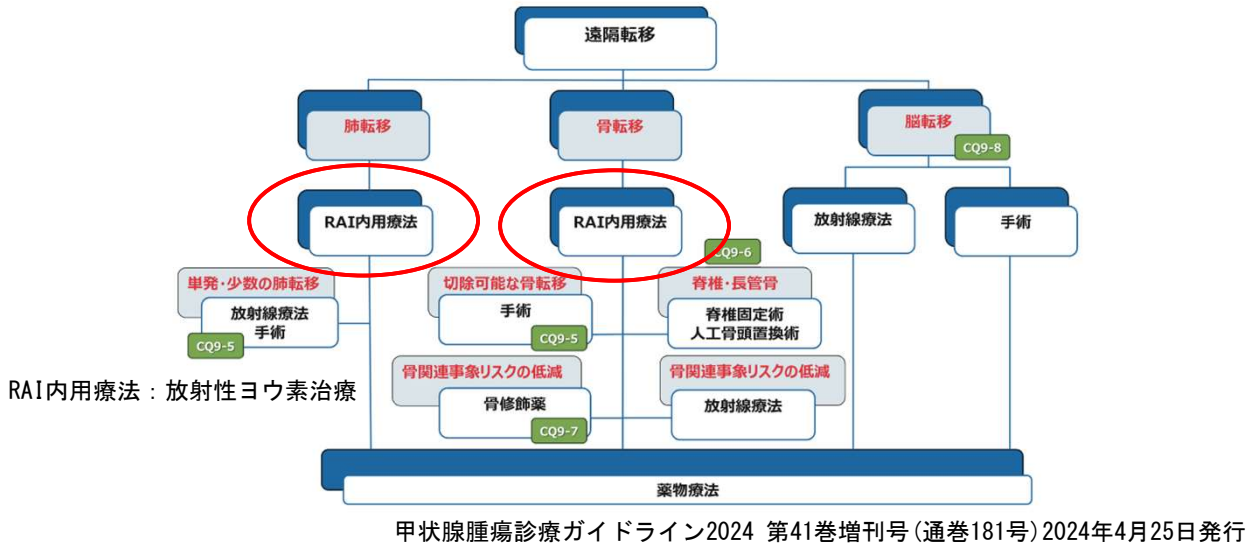 遠隔転移
肺転移
骨転移
脳転移
CQ9-8
RAI内用療法
RAI内用療法
放射線療法
手術
CQ9-6
単発・少数の肺転移
放射線療法
手術
CQ9-5
切除可能な骨転移
手術
CQ9-5
脊椎・長管骨
脊椎固定術
人工骨頭置換術
RAI内用療法：放射性ヨウ素治療
骨関連事象リスクの低減
骨修飾薬
CQ9-7
骨関連事象リスクの低減
放射線療法
薬物療法
甲状腺腫瘍診療ガイドライン2024 第41巻増刊号(通巻181号)2024年4月25日発行